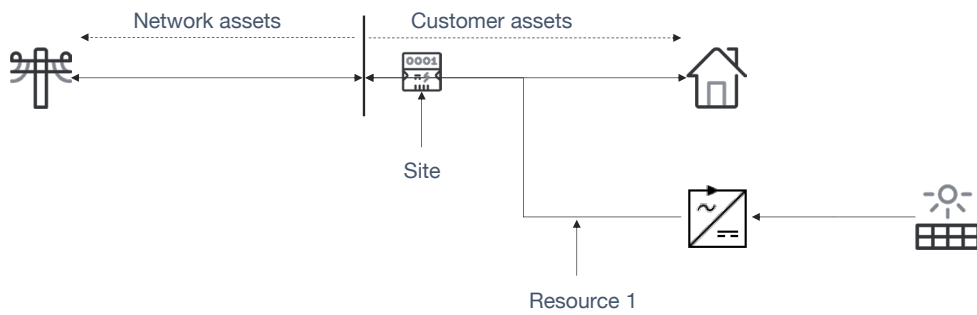 Network assets
Customer assets
0001
Site
Resource 1